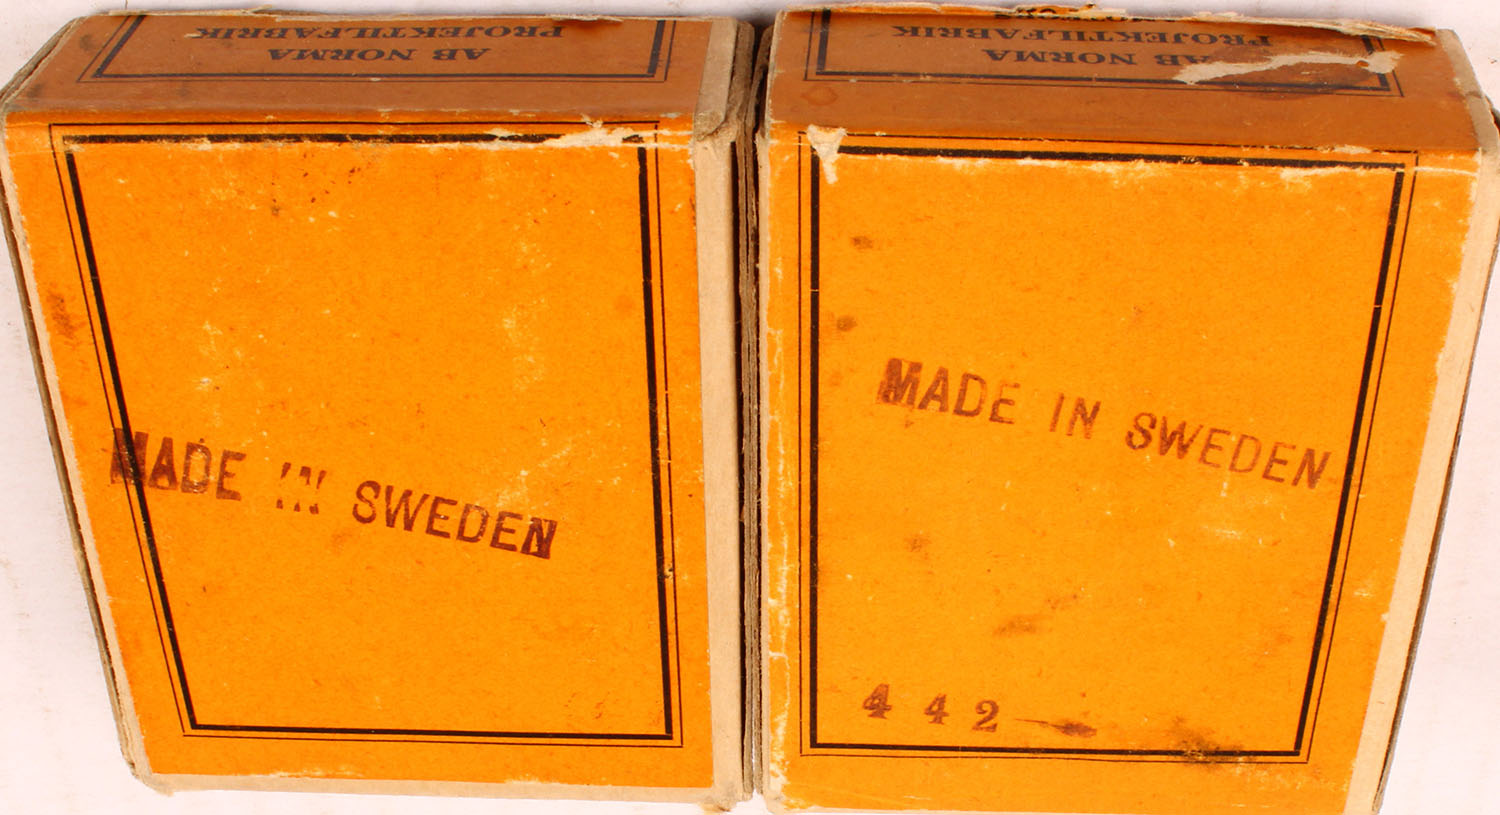 AB NORMA
PROJEKTILFABRIK
MADE IN SWEDEN
AB NORMA
PROJEKTILFABRIK
MADE IN SWEDEN
442